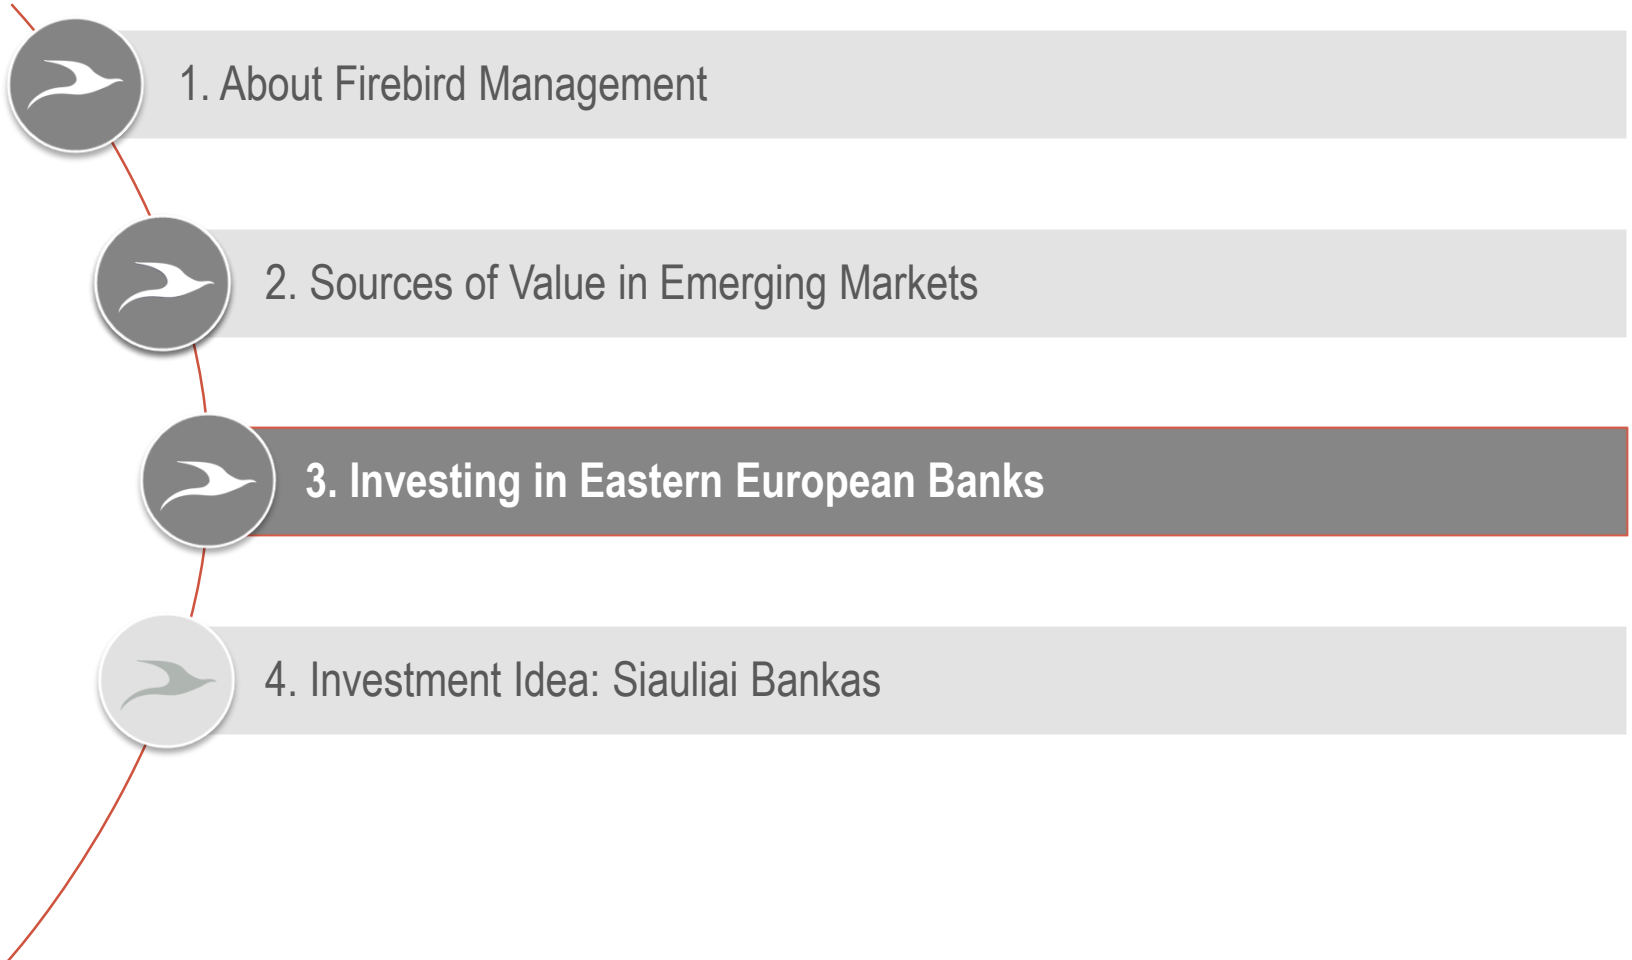 1. About Firebird Management
2. Sources of Value in Emerging Markets
3. Investing in Eastern European Banks
4. Investment Idea: Siauliai Bankas